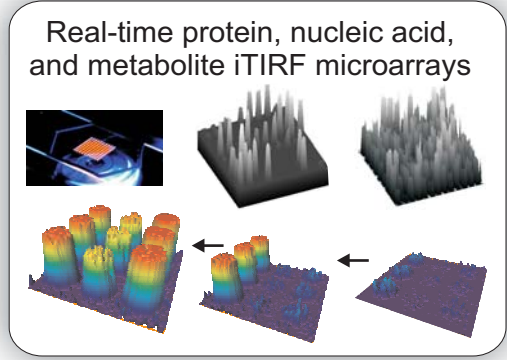 Real-time protein, nucleic acid,
and metabolite iTIRF microarrays